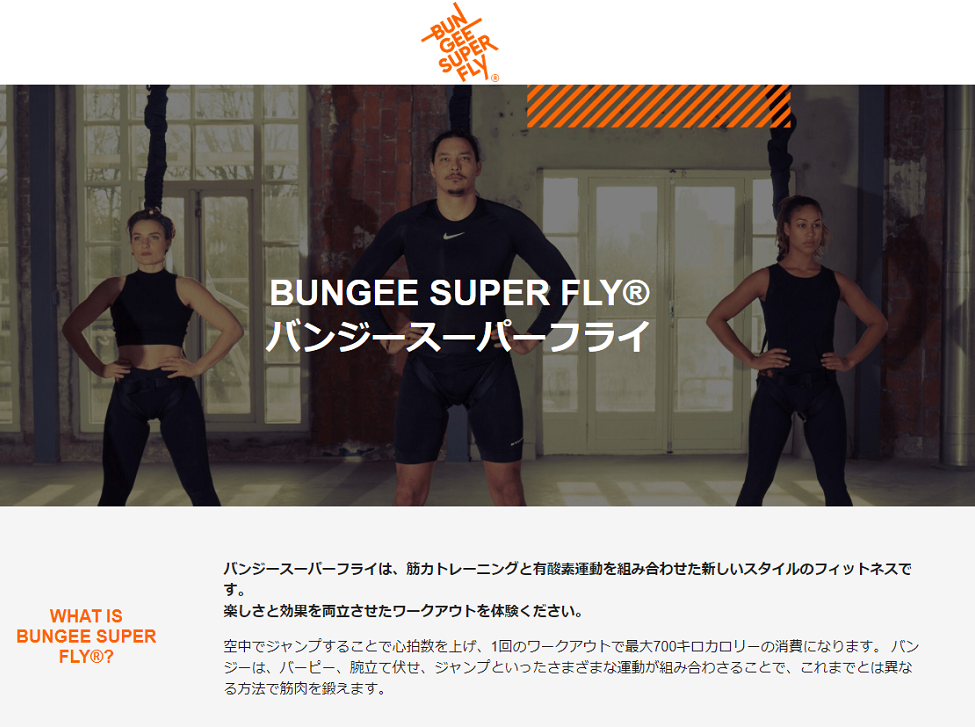 BUN
GEE
SUPER
FLY®
BUNGEE SUPER FLY®
バンジースーパーフライ
WHAT IS
BUNGEE SUPER
FLY®?
バンジースーパーフライは、筋力トレーニングと有酸素運動を組み合わせた新しいスタイルのフィットネスで
す。
楽しさと効果を両立させたワークアウトを体験ください。
空中でジャンプすることで心拍数を上げ、1回のワークアウトで最大700キロカロリーの消費になります。 バン
ジーは、バーピー、腕立て伏せ、ジャンプといったさまざまな運動が組み合わさることで、これまでとは異な
る方法で筋肉を鍛えます。